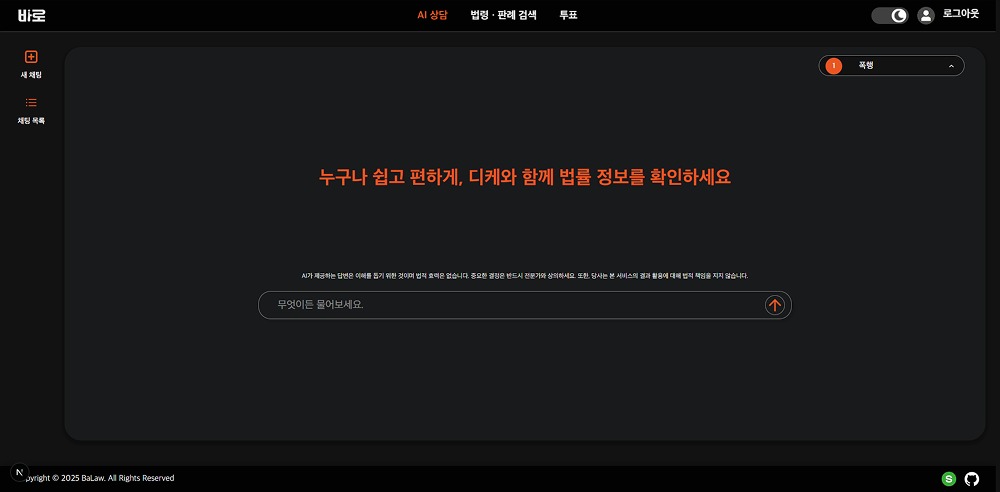 바로
AI 상담 법령 · 판례 검색 투표
로그아웃
새 채팅
채팅 목록
1 폭행
누구나 쉽고 편하게, 디케와 함께 법률 정보를 확인하세요
AI가 제공하는 답변은 이해를 돕기 위한 것이며 법적 효력은 없습니다. 중요한 결정은 반드시 전문가와 상의하세요. 또한, 당사는 본 서비스의 결과 활용에 대해 법적 책임을 지지 않습니다.
무엇이든 물어보세요.
N
pyright © 2025 BaLaw. All Rights Reserved
S